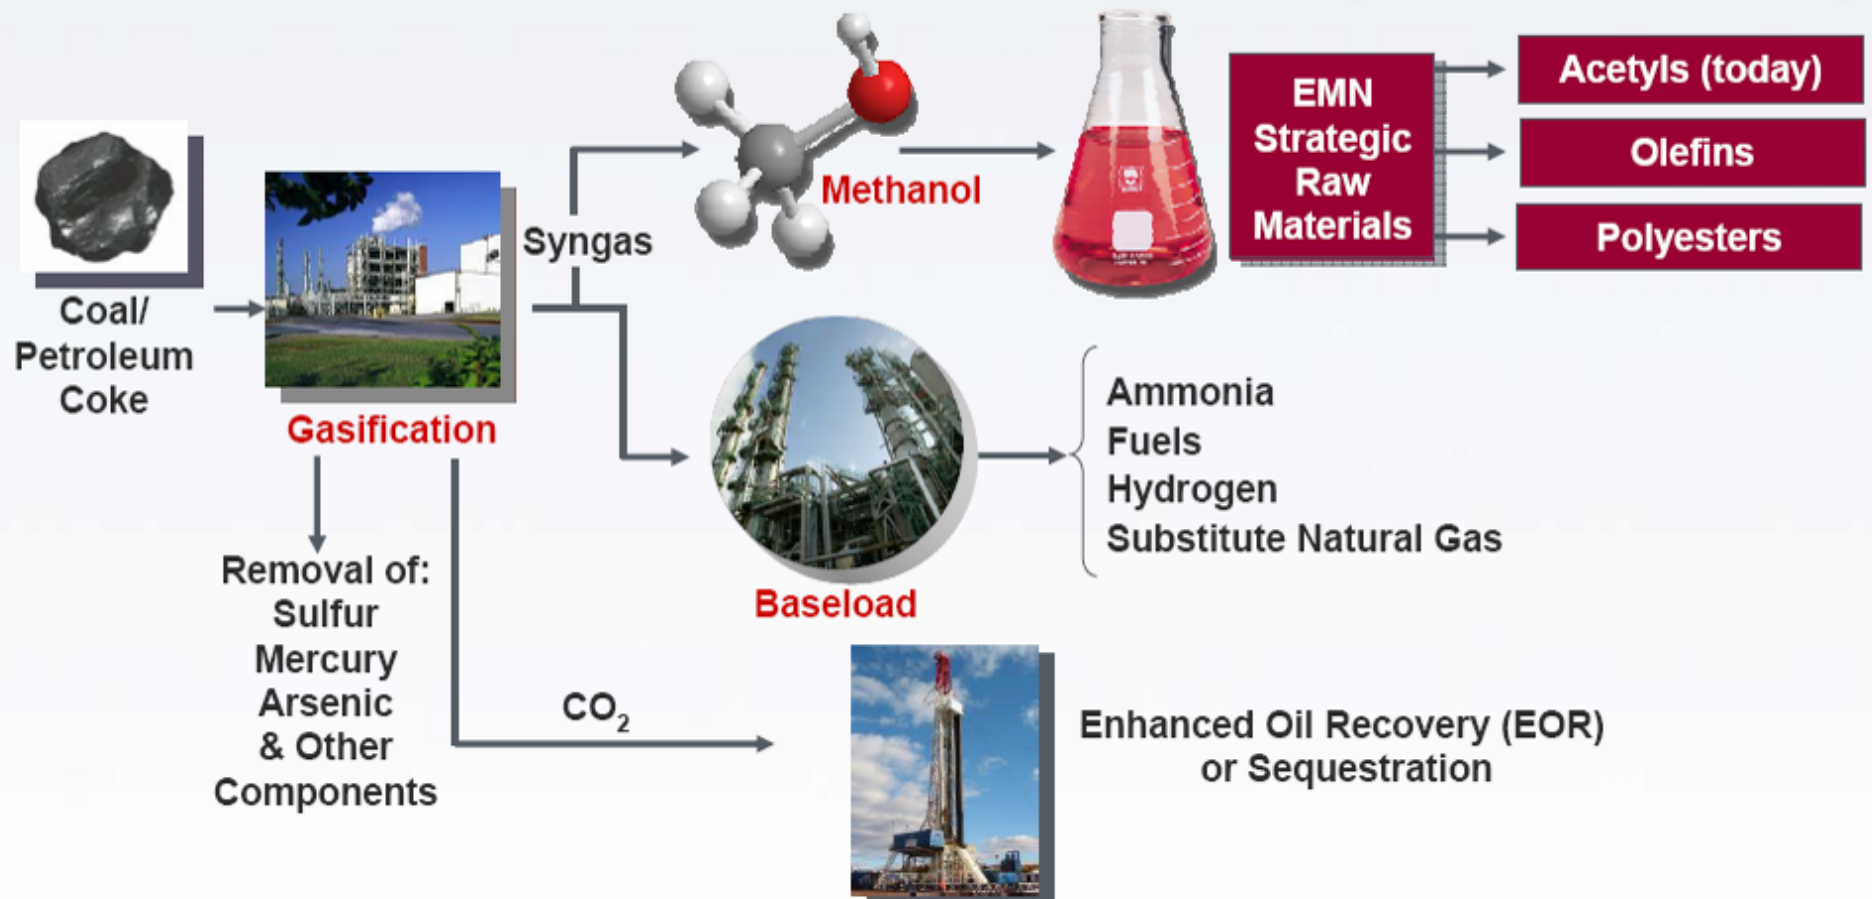 Coal/
Petroleum
Coke
Gasification
Removal of:
Sulfur
Mercury
Arsenic
& Other
Components
Syngas
Methanol
EMN
Strategic
Raw
Materials
Acetyls (today)
Olefins
Polyesters
Baseload
Ammonia
Fuels
Hydrogen
Substitute Natural Gas
CO₂
Enhanced Oil Recovery (EOR)
or Sequestration